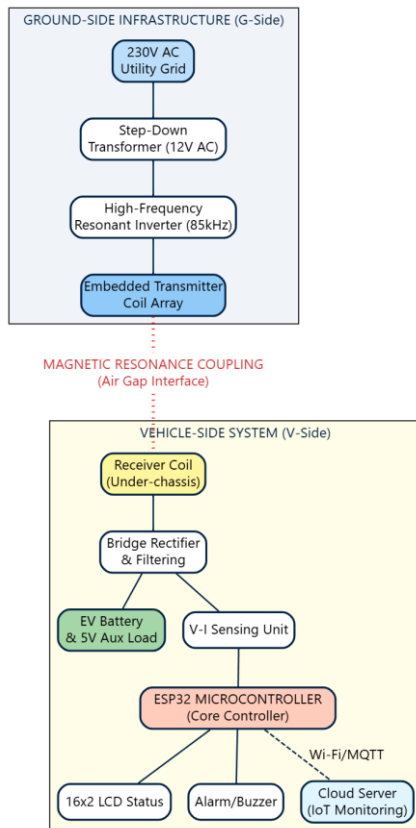 GROUND-SIDE INFRASTRUCTURE (G-Side)
230V AC
Utility Grid
Step-Down
Transformer (12V AC)
High-Frequency
Resonant Inverter (85kHz)
Embedded Transmitter
Coil Array
MAGNETIC RESONANCE COUPLING
(Air Gap Interface)
VEHICLE-SIDE SYSTEM (V-Side)
Receiver Coil
(Under-chassis)
Bridge Rectifier
& Filtering
EV Battery
& 5V Aux Load
V-I Sensing Unit
ESP32 MICROCONTROLLER
(Core Controller)
Wi-Fi/MQTT
16x2 LCD Status
Alarm/Buzzer
Cloud Server
(IoT Monitoring)